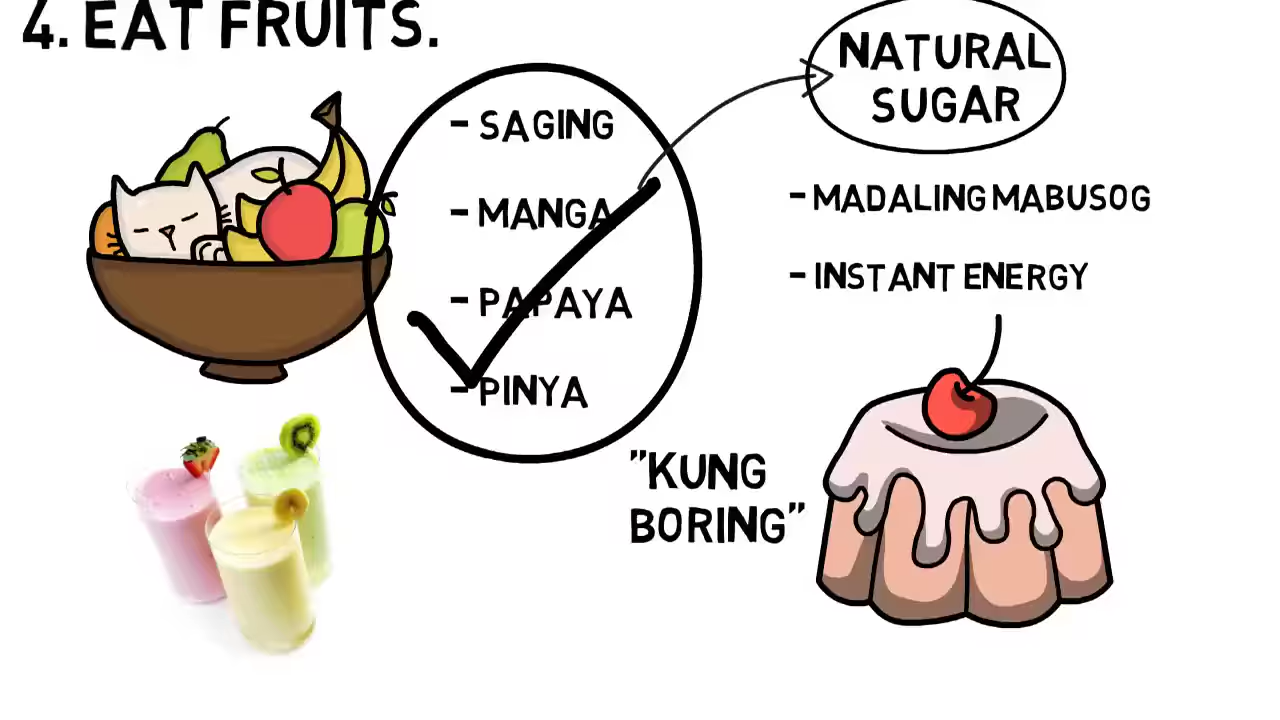 4. EAT FRUITS.
- SAGING
- MANGA
- PAPAYA
- PINYA
NATURAL
SUGAR
- MADALING MABUSOG
- INSTANT ENERGY
"KUNG
BORING"